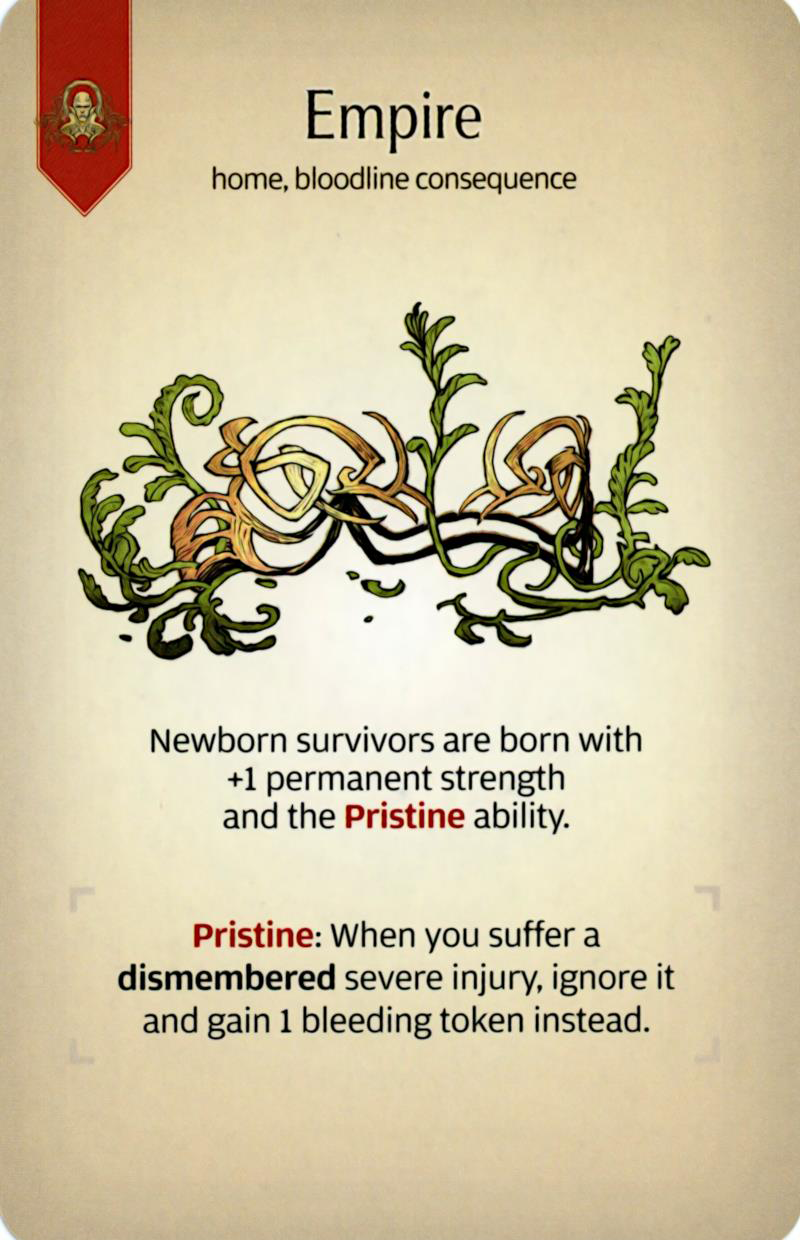 Empire
home, bloodline consequence
Newborn survivors are born with
+1 permanent strength
and the Pristine ability.
Pristine: When you suffer a
dismembered severe injury, ignore it
and gain 1 bleeding token instead.